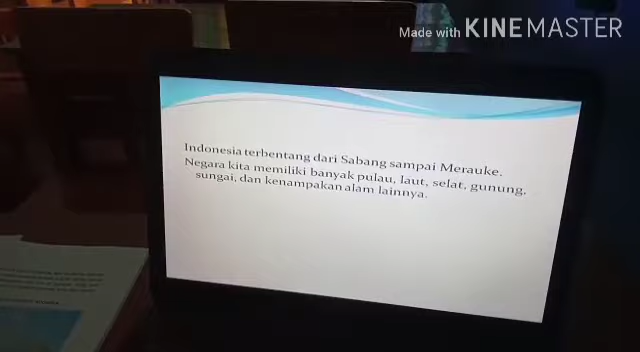 Made with KINEMASTER
Indonesia terbentang dari Sabang sampai Merauke.
Negara kita memiliki banyak pulau, laut, selat, gunung,
sungai, dan kenampakan alam lainnya.